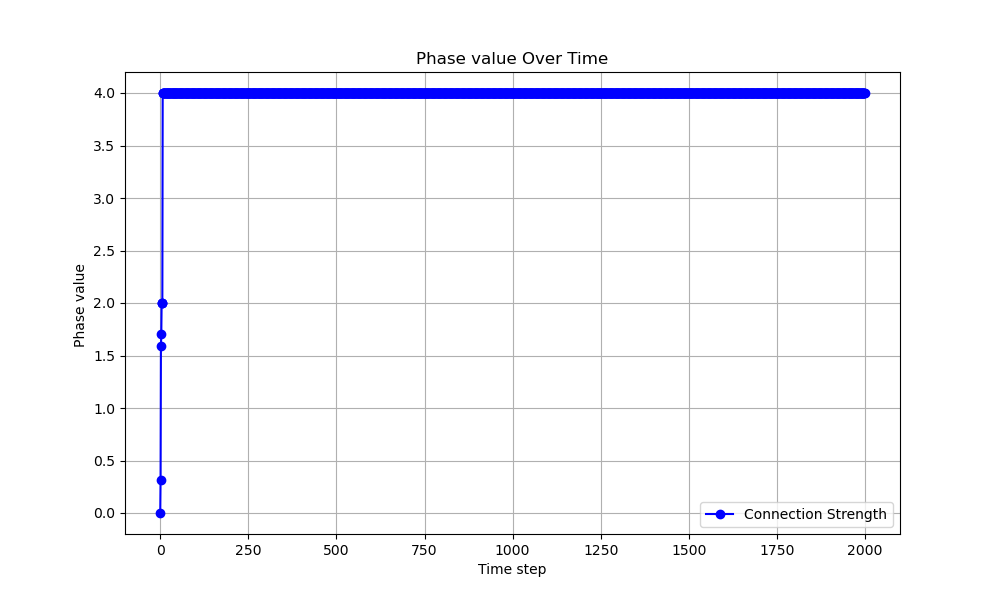 Phase value Over Time
Phase value
4.0
3.5
3.0
2.5
2.0
1.5
1.0
0.5
0.0
Connection Strength
0 250 500 750 1000 1250 1500 1750 2000
Time step